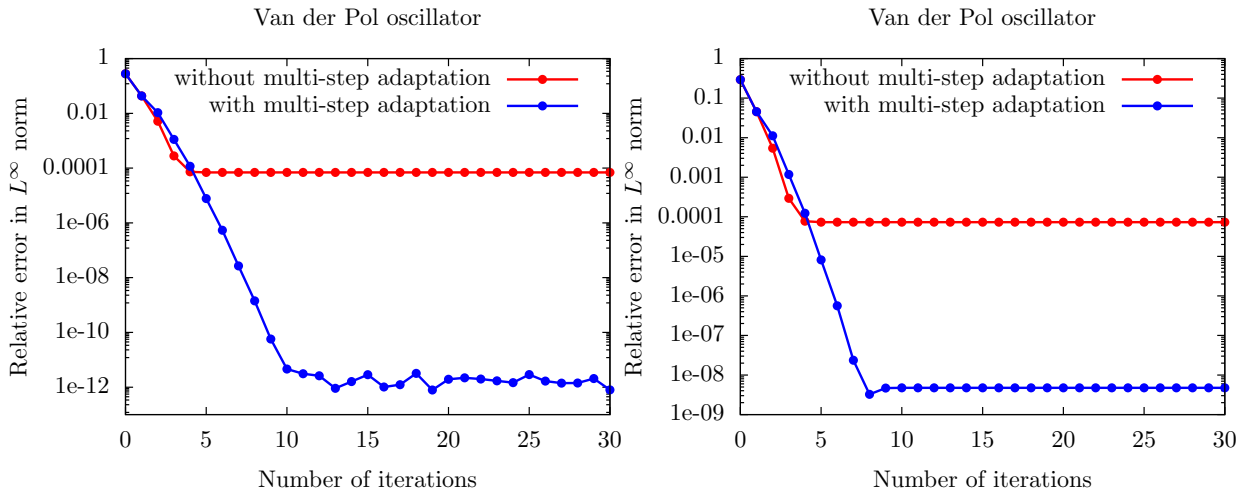 Van der Pol oscillator
1
0.01
0.0001
1e-06
1e-08
1e-10
1e-12
Relative error in L∞ norm
without multi-step adaptation
with multi-step adaptation
0 5 10 15 20 25 30
Number of iterations
Van der Pol oscillator
1
0.1
0.01
0.001
0.0001
1e-05
1e-06
1e-07
1e-08
1e-09
Relative error in L∞ norm
without multi-step adaptation
with multi-step adaptation
0 5 10 15 20 25 30
Number of iterations